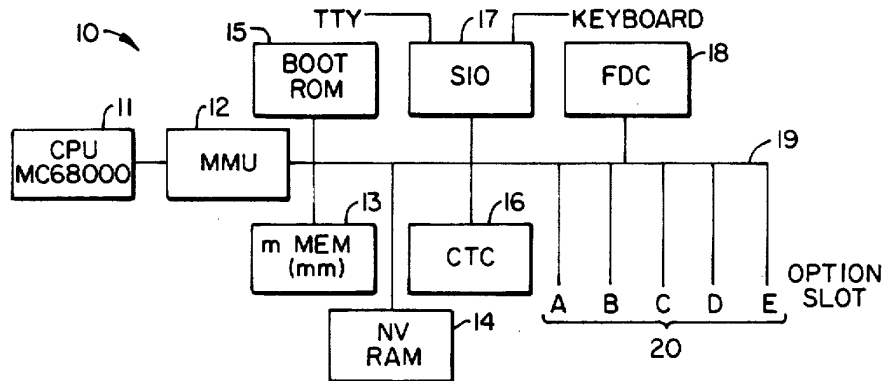 10
TTY
KEYBOARD
15
BOOT
ROM
17
SIO
FDC
18
11
CPU
MC68000
12
MMU
19
13
m MEM
(mm)
16
CTC
14
NV
RAM
A B C D E
OPTION
SLOT
20